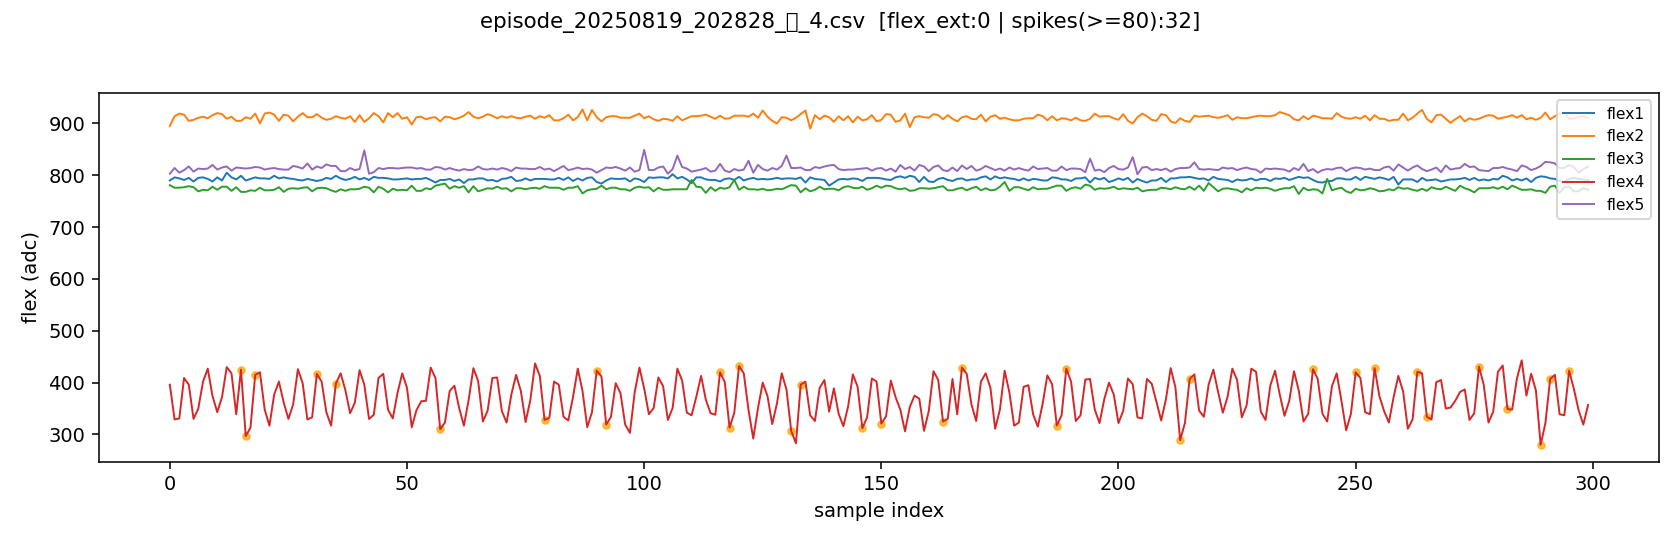 episode_20250819_202828_▯_4.csv  [flex_ext:0 | spikes(>=80):32]
flex1
flex2
flex3
flex4
flex5
flex (adc)
900
800
700
600
500
400
300
0
50
100
150
200
250
300
sample index